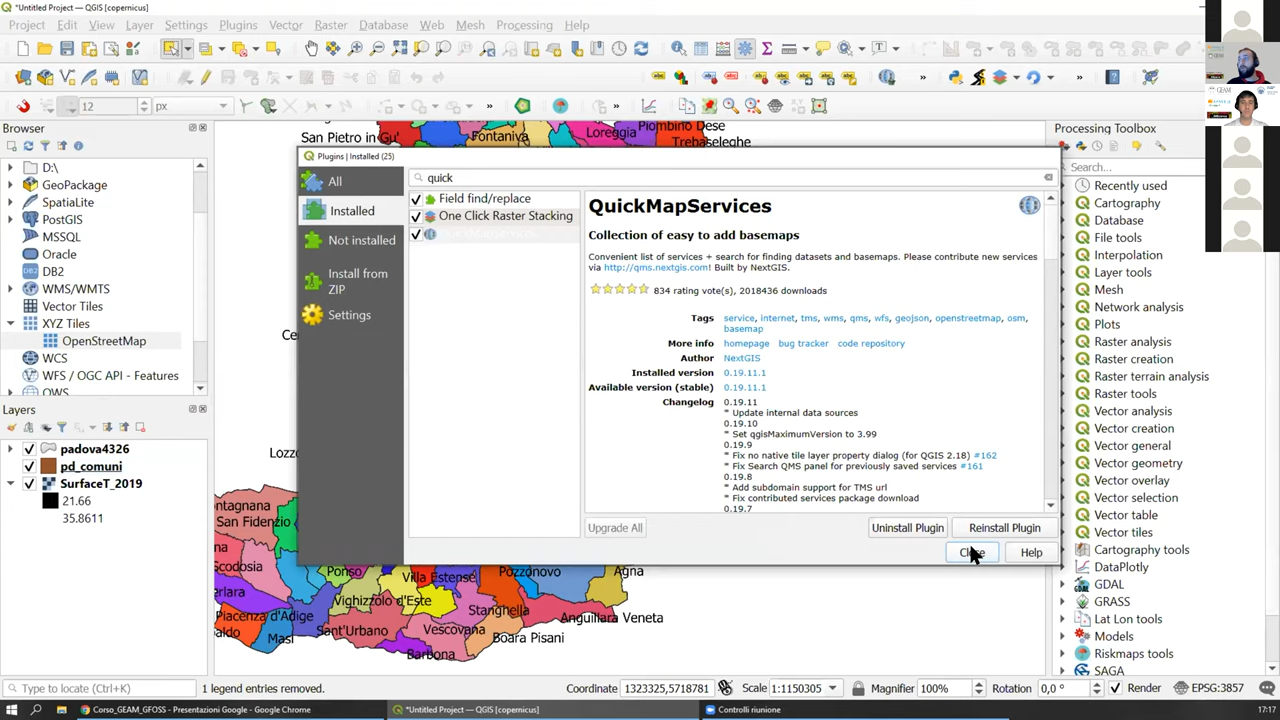 *Untitled Project — QGIS [copernicus]
Project Edit View Layer Settings Plugins Vector Raster Database Web Mesh Processing Help
12 px
Browser
D:\
GeoPackage
SpatiaLite
PostGIS
MSSQL
Oracle
DB2
WMS/WMTS
Vector Tiles
XYZ Tiles
OpenStreetMap
WCS
WFS / OGC API - Features
OWS
Layers
padova4326
pd_comuni
SurfaceT_2019
21.66
35.8611
San Pietro in Gu'
Fontaniva
Loreggia
Piombino Dese
Trebaseleghe
Plugins | Installed (25)
All
Installed
Not installed
Install from
ZIP
Settings
quick
Field find/replace
One Click Raster Stacking
QuickMapServices
QuickMapServices
Collection of easy to add basemaps
Convenient list of services + search for finding datasets and basemaps. Please contribute new services
via http://qms.nextgis.com! Built by NextGIS.
834 rating vote(s), 2018436 downloads
Tags service, internet, tms, wms, qms, wfs, geojson, openstreetmap, osm,
basemap
More info homepage bug tracker code repository
Author NextGIS
Installed version 0.19.11.1
Available version (stable) 0.19.11.1
Changelog 0.19.11
* Update internal data sources
0.19.10
* Set qgisMaximumVersion to 3.99
0.19.9
* Fix no native tile layer property dialog (for QGIS 2.18) #162
* Fix Search QMS panel for previously saved services #161
0.19.8
* Add subdomain support for TMS url
* Fix contributed services package download
0.19.7
Upgrade All Uninstall Plugin Reinstall Plugin
Close Help
Ponso
Villa Estense
Pozzonovo
Agna
Vighizzolo d'Este
Stanghella
Anguillara Veneta
Piacenza d'Adige
Masi
Sant'Urbano
Vescovana
Boara Pisani
Barbona
San Fidenzio
Processing Toolbox
Search...
Recently used
Cartography
Database
File tools
Interpolation
Layer tools
Mesh
Network analysis
Plots
Raster analysis
Raster creation
Raster terrain analysis
Raster tools
Vector analysis
Vector creation
Vector general
Vector geometry
Vector overlay
Vector selection
Vector table
Vector tiles
Cartography tools
DataPlotly
GDAL
GRASS
Lat Lon tools
Models
Riskmaps tools
SAGA
Type to locate (Ctrl+K) 1 legend entries removed. Coordinate 1323325,5718781 Scale 1:1150305 Magnifier 100% Rotation 0,0 ° Render EPSG:3857
Corso_GEAM_GFOSS - Presentazioni Google - Google Chrome *Untitled Project — QGIS [copernicus] Controlli riunione 17:17